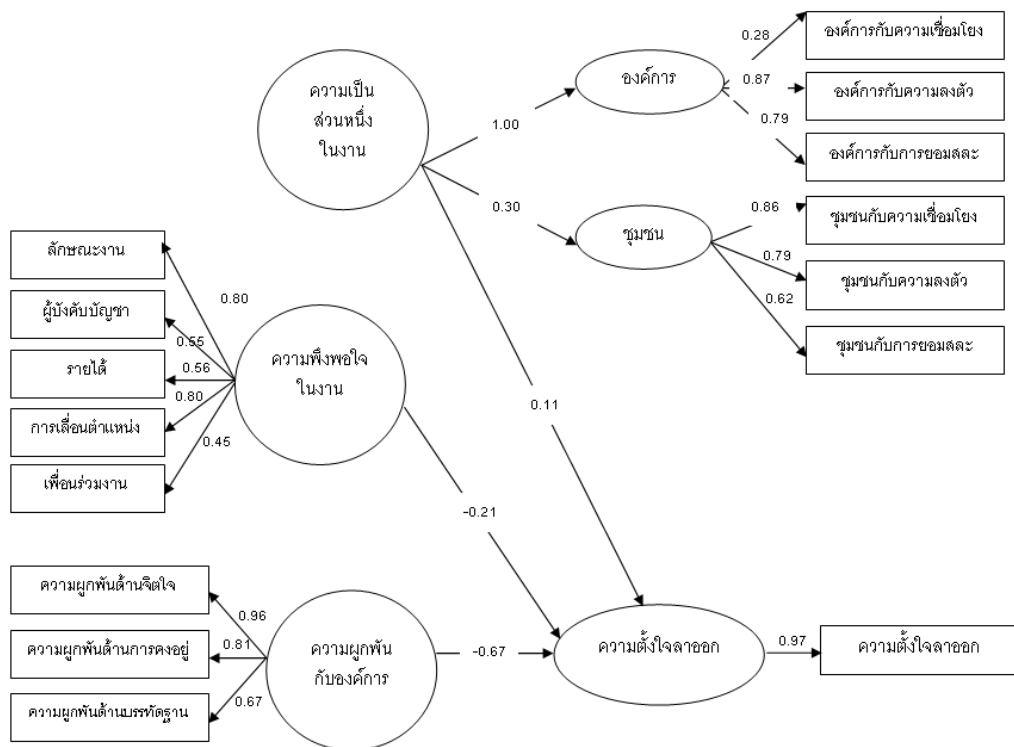 ความเป็น
ส่วนหนึ่ง
ในงาน
องค์การ
0.28
องค์การกับความเชื่อมโยง
0.87
องค์การกับความลงตัว
0.79
องค์การกับการยอมสละ
1.00
0.30
ชุมชน
0.86
ชุมชนกับความเชื่อมโยง
0.79
ชุมชนกับความลงตัว
0.62
ชุมชนกับการยอมสละ
ลักษณะงาน
0.80
ผู้บังคับบัญชา
0.55
รายได้
0.56
การเลื่อนตำแหน่ง
0.80
เพื่อนร่วมงาน
0.45
ความพึงพอใจ
ในงาน
0.11
-0.21
ความผูกพันด้านจิตใจ
0.96
ความผูกพันด้านการคงอยู่
0.81
ความผูกพันด้านบรรทัดฐาน
0.67
ความผูกพัน
กับองค์การ
-0.67
ความตั้งใจลาออก
0.97
ความตั้งใจลาออก